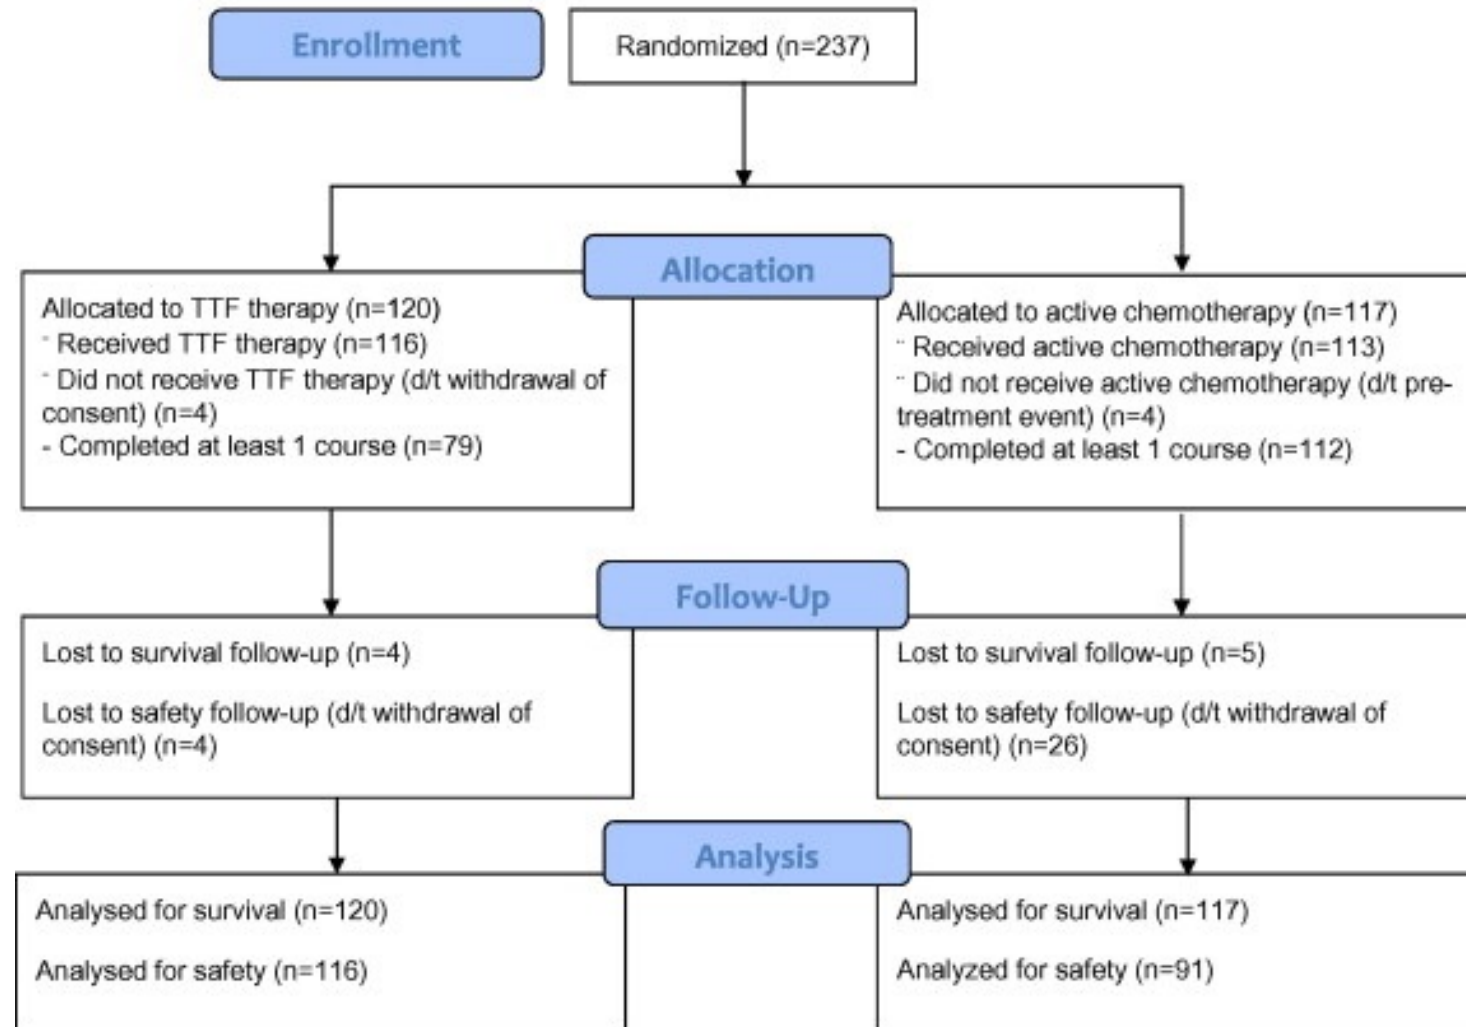 Enrollment
Randomized (n=237)
Allocation
Allocated to TTF therapy (n=120)
¨ Received TTF therapy (n=116)
¨ Did not receive TTF therapy (d/t withdrawal of
consent) (n=4)
- Completed at least 1 course (n=79)
Allocated to active chemotherapy (n=117)
¨ Received active chemotherapy (n=113)
¨ Did not receive active chemotherapy (d/t pre-
treatment event) (n=4)
- Completed at least 1 course (n=112)
Follow-Up
Lost to survival follow-up (n=4)
Lost to safety follow-up (d/t withdrawal of
consent) (n=4)
Lost to survival follow-up (n=5)
Lost to safety follow-up (d/t withdrawal of
consent) (n=26)
Analysis
Analysed for survival (n=120)
Analysed for safety (n=116)
Analysed for survival (n=117)
Analyzed for safety (n=91)